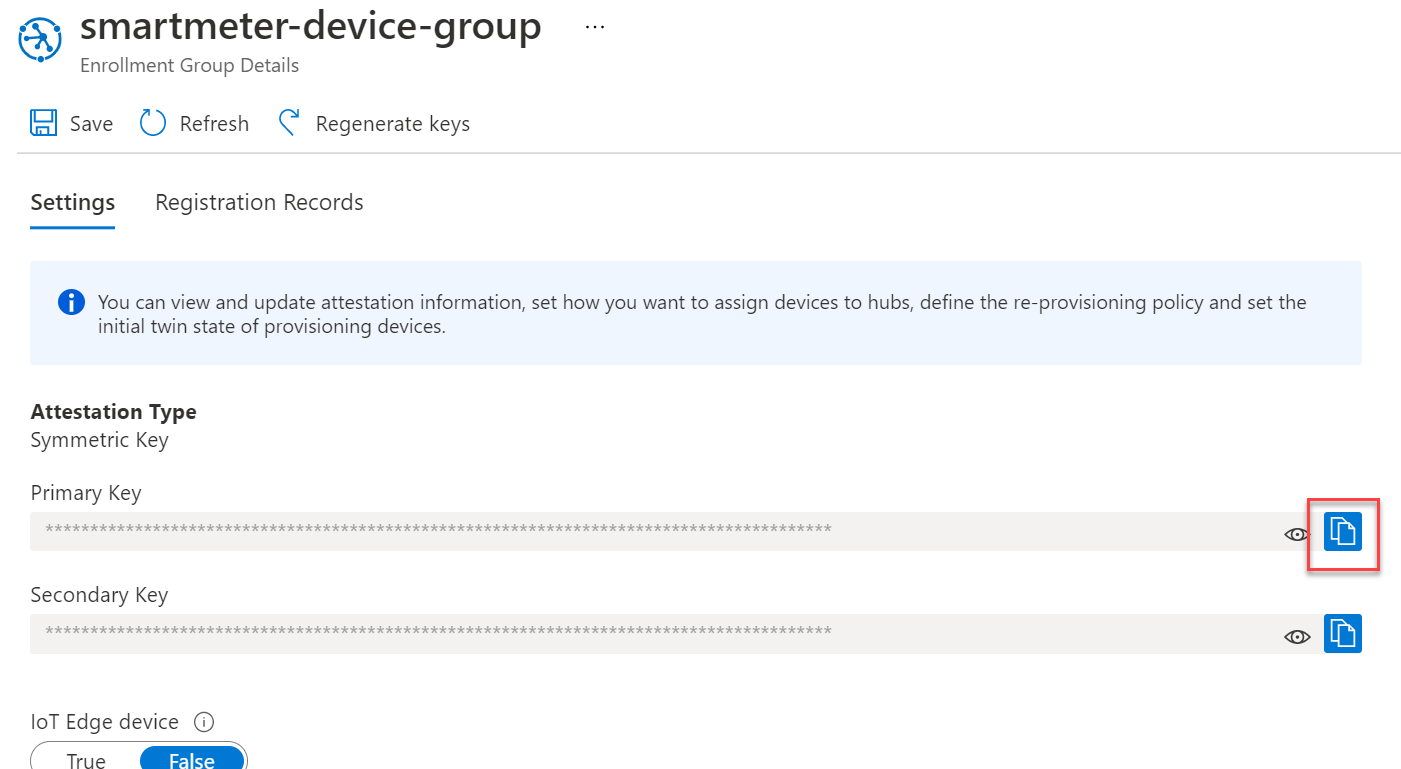 smartmeter-device-group ...
Enrollment Group Details
Save Refresh Regenerate keys
Settings Registration Records
You can view and update attestation information, set how you want to assign devices to hubs, define the re-provisioning policy and set the
initial twin state of provisioning devices.
Attestation Type
Symmetric Key
Primary Key
****************************************************************************************
Secondary Key
****************************************************************************************
IoT Edge device
True False